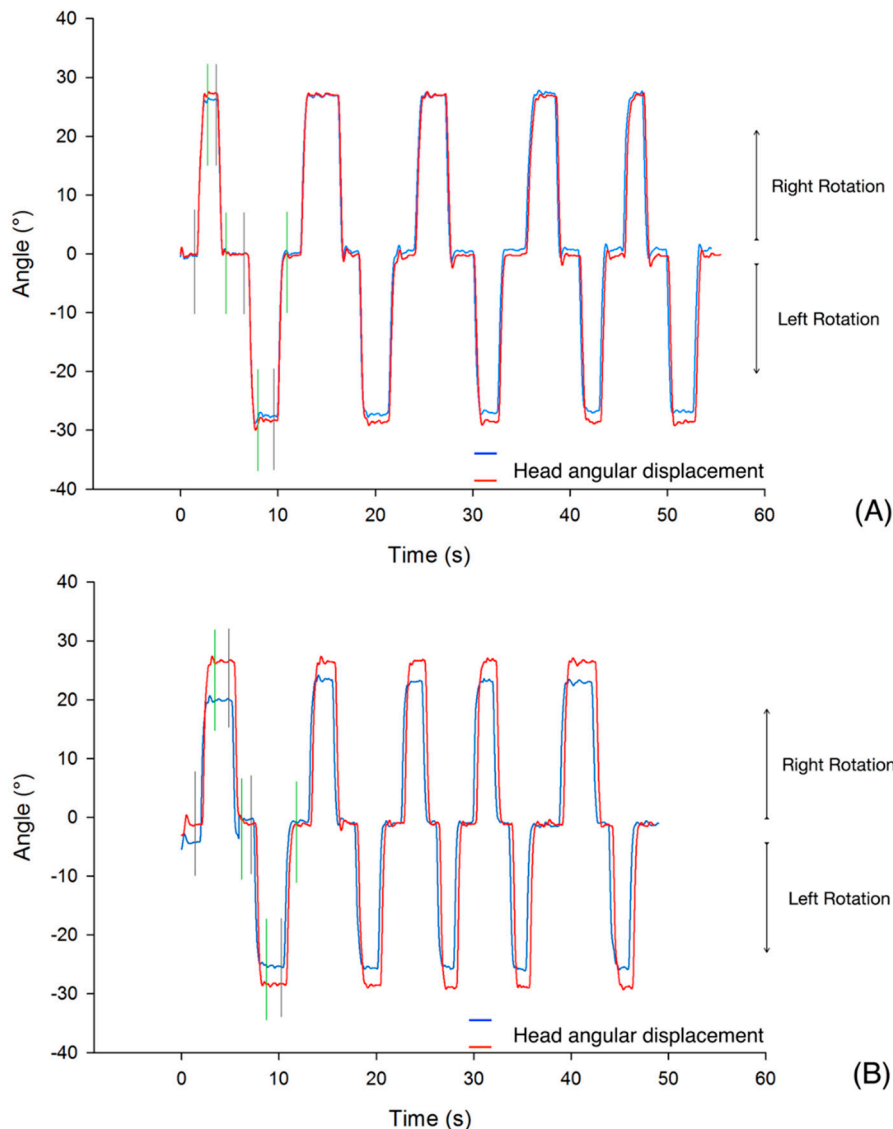 40
30
20
10
0
-10
-20
-30
-40
Angle (°)
Right Rotation
Left Rotation
Head angular displacement
0 10 20 30 40 50 60
Time (s)
(A)
40
30
20
10
0
-10
-20
-30
-40
Angle (°)
Right Rotation
Left Rotation
Head angular displacement
0 10 20 30 40 50 60
Time (s)
(B)